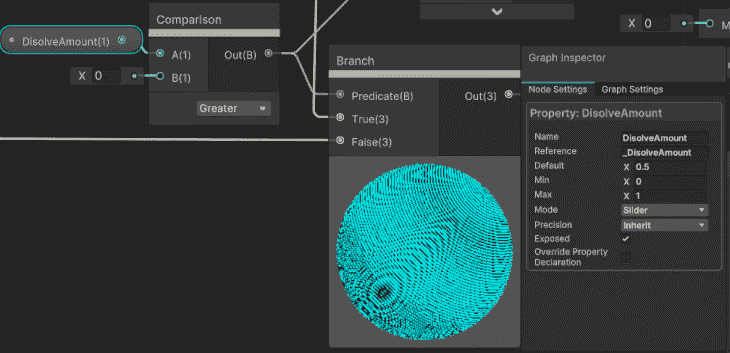 Comparison
DisolveAmount(1)
A(1)
Out(B)
X 0
B(1)
Greater
Branch
Predicate(B)
Out(3)
True(3)
False(3)
X 0
M
Graph Inspector
Node Settings
Graph Settings
Property: DisolveAmount
Name DisolveAmount
Reference _DisolveAmount
Default X 0.5
Min X 0
Max X 1
Mode Slider
Precision Inherit
Exposed
Override Property
Declaration